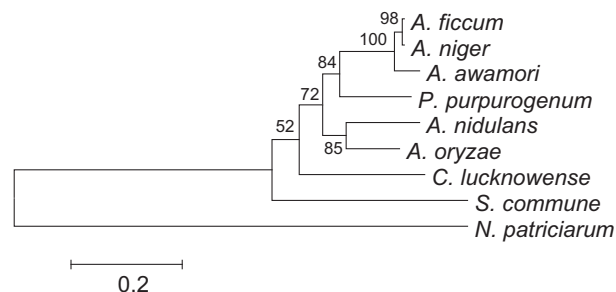 98
A. ficcum
100
A. niger
84
A. awamori
72
P. purpurogenum
52
A. nidulans
85
A. oryzae
C. lucknowense
S. commune
N. patriciarum
0.2